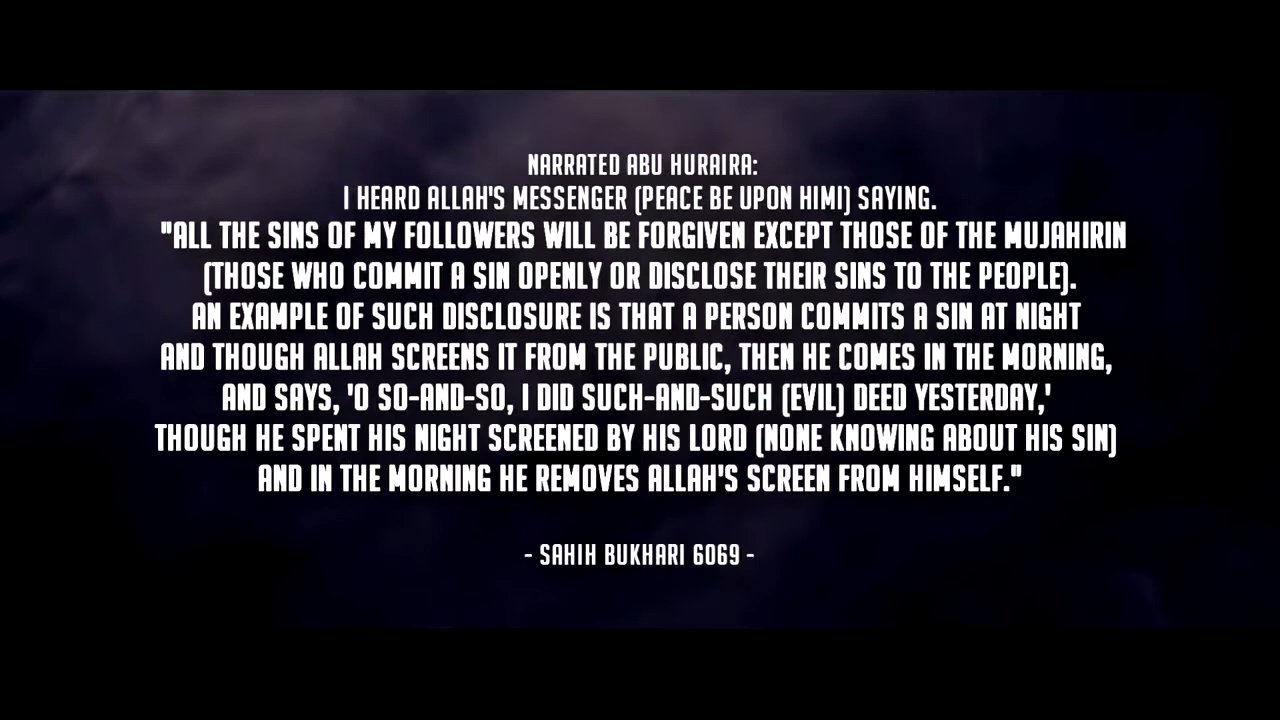 NARRATED ABU HURAIRA:
I HEARD ALLAH'S MESSENGER (PEACE BE UPON HIMI) SAYING.
"ALL THE SINS OF MY FOLLOWERS WILL BE FORGIVEN EXCEPT THOSE OF THE MUJAHIRIN
(THOSE WHO COMMIT A SIN OPENLY OR DISCLOSE THEIR SINS TO THE PEOPLE).
AN EXAMPLE OF SUCH DISCLOSURE IS THAT A PERSON COMMITS A SIN AT NIGHT
AND THOUGH ALLAH SCREENS IT FROM THE PUBLIC, THEN HE COMES IN THE MORNING,
AND SAYS, 'O SO-AND-SO, I DID SUCH-AND-SUCH (EVIL) DEED YESTERDAY,'
THOUGH HE SPENT HIS NIGHT SCREENED BY HIS LORD (NONE KNOWING ABOUT HIS SIN)
AND IN THE MORNING HE REMOVES ALLAH'S SCREEN FROM HIMSELF."
- SAHIH BUKHARI 6069 -